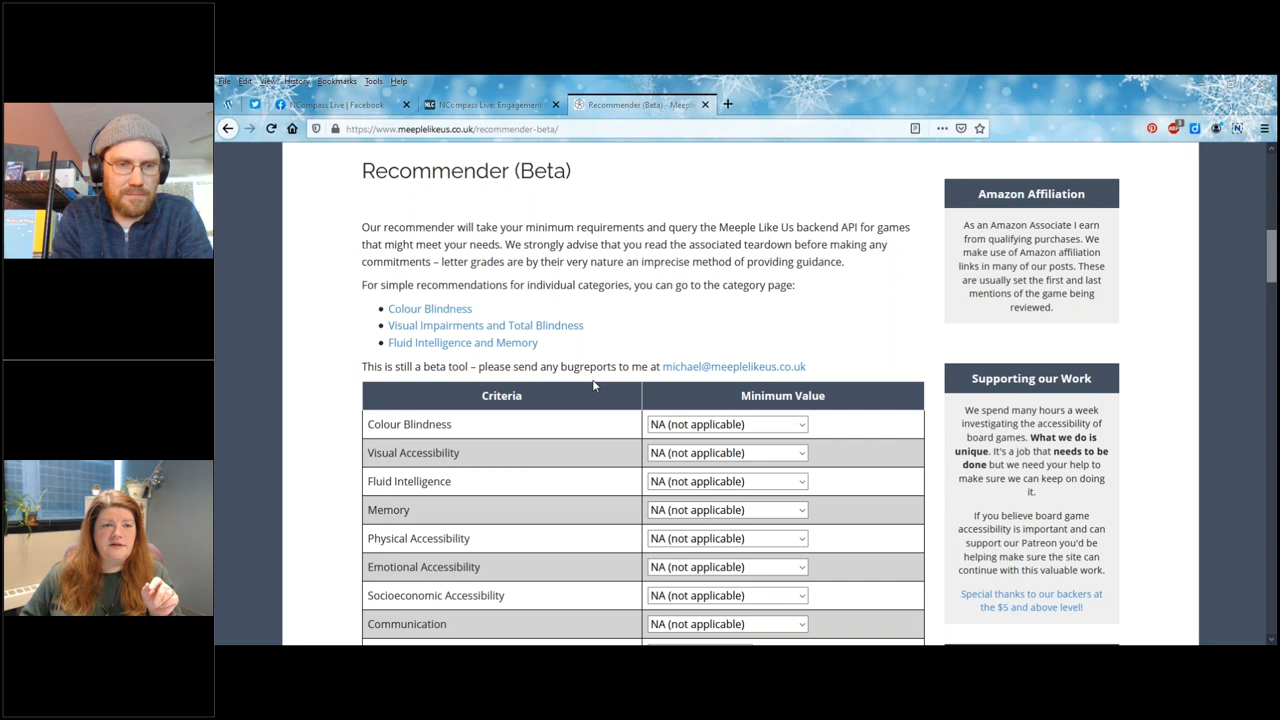 File Edit View History Bookmarks Tools Help
NCompass Live | Facebook
NLC NCompass Live: Engagement
Recommender (Beta) - Meeple
https://www.meeplelikeus.co.uk/recommender-beta/
Recommender (Beta)
Our recommender will take your minimum requirements and query the Meeple Like Us backend API for games
that might meet your needs. We strongly advise that you read the associated teardown before making any
commitments – letter grades are by their very nature an imprecise method of providing guidance.
For simple recommendations for individual categories, you can go to the category page:
Colour Blindness
Visual Impairments and Total Blindness
Fluid Intelligence and Memory
This is still a beta tool – please send any bugreports to me at michael@meeplelikeus.co.uk
Criteria Minimum Value
Colour Blindness NA (not applicable)
Visual Accessibility NA (not applicable)
Fluid Intelligence NA (not applicable)
Memory NA (not applicable)
Physical Accessibility NA (not applicable)
Emotional Accessibility NA (not applicable)
Socioeconomic Accessibility NA (not applicable)
Communication NA (not applicable)
Amazon Affiliation
As an Amazon Associate I earn
from qualifying purchases. We
make use of Amazon affiliation
links in many of our posts. These
are usually set the first and last
mentions of the game being
reviewed.
Supporting our Work
We spend many hours a week
investigating the accessibility of
board games. What we do is
unique. It's a job that needs to be
done but we need your help to
make sure we can keep on doing
it.
If you believe board game
accessibility is important and can
support our Patreon you'd be
helping make sure the site can
continue with this valuable work.
Special thanks to our backers at
the $5 and above level!